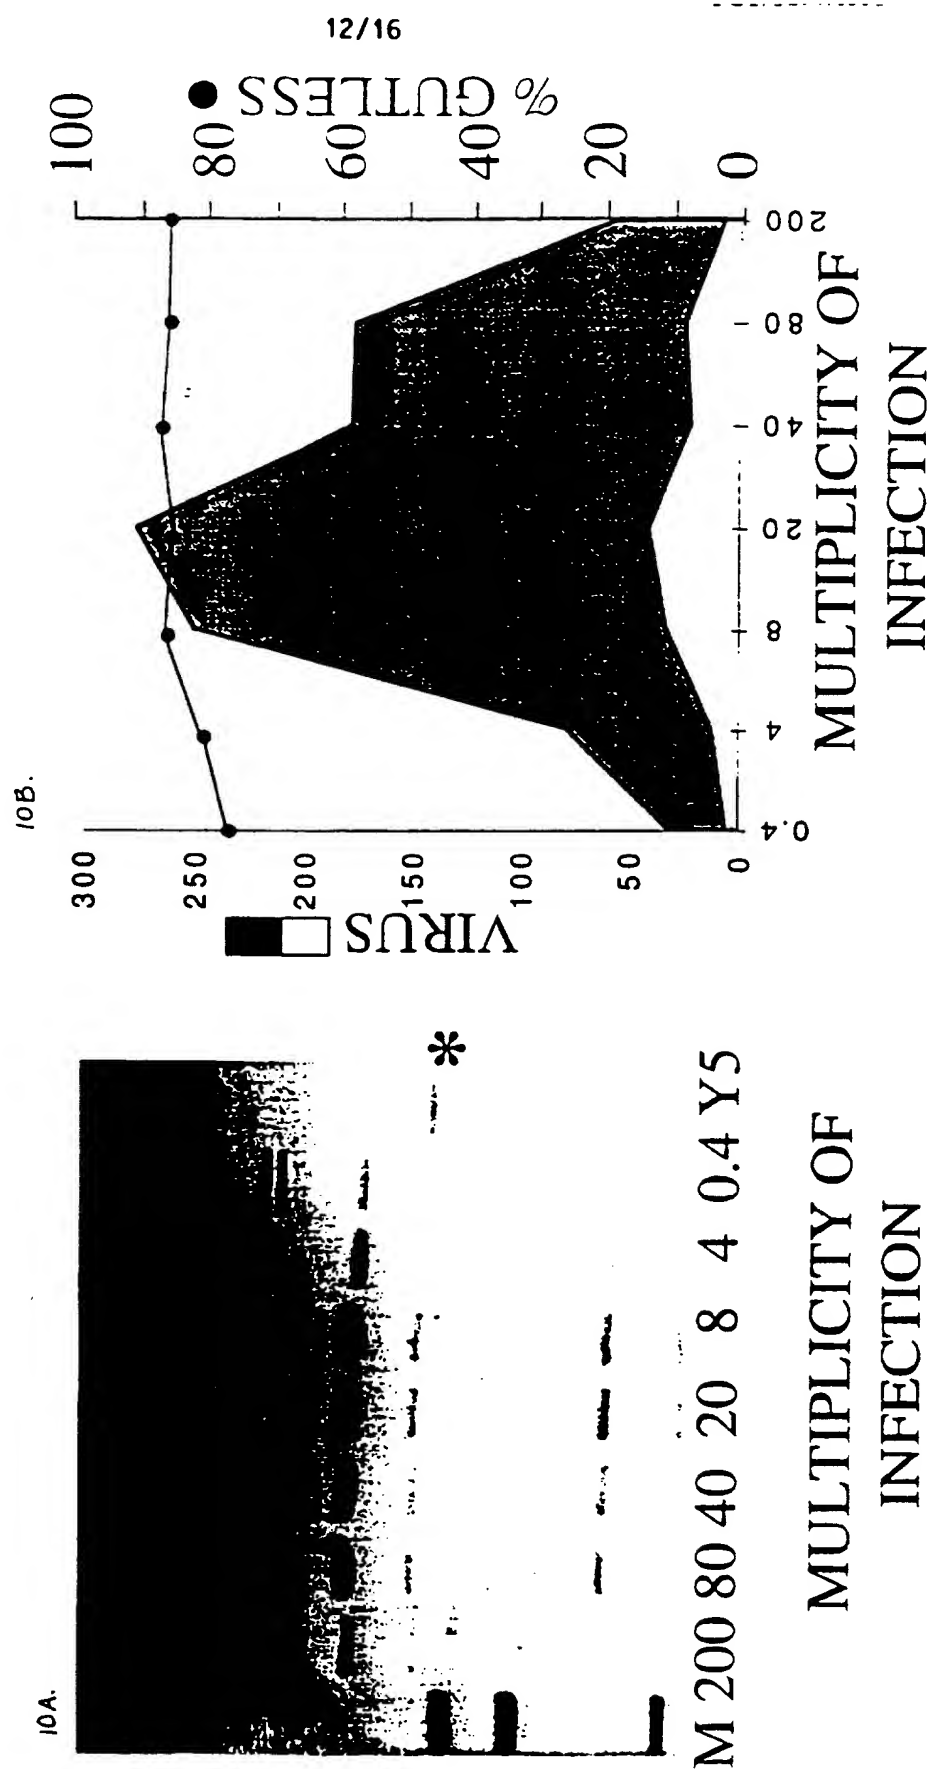 12/16
10A.
*
M 200 80 40 20 8 4 0.4 Y5
MULTIPLICITY OF
INFECTION
10B.
VIRUS
300
250
200
150
100
50
0
% GUTLESS
100
80
60
40
20
0
0.4 4 8 20 40 80 200
MULTIPLICITY OF
INFECTION